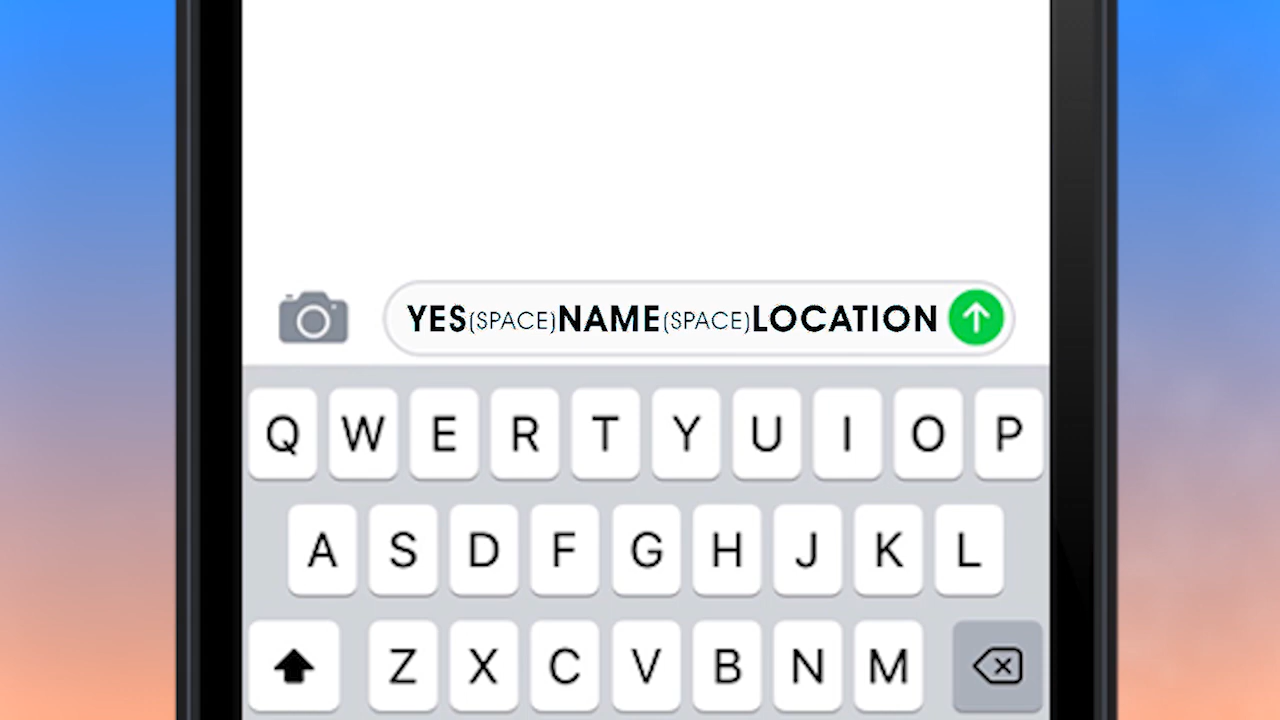 YES(SPACE)NAME(SPACE)LOCATION
Q W E R T Y U I O P
A S D F G H J K L
Z X C V B N M